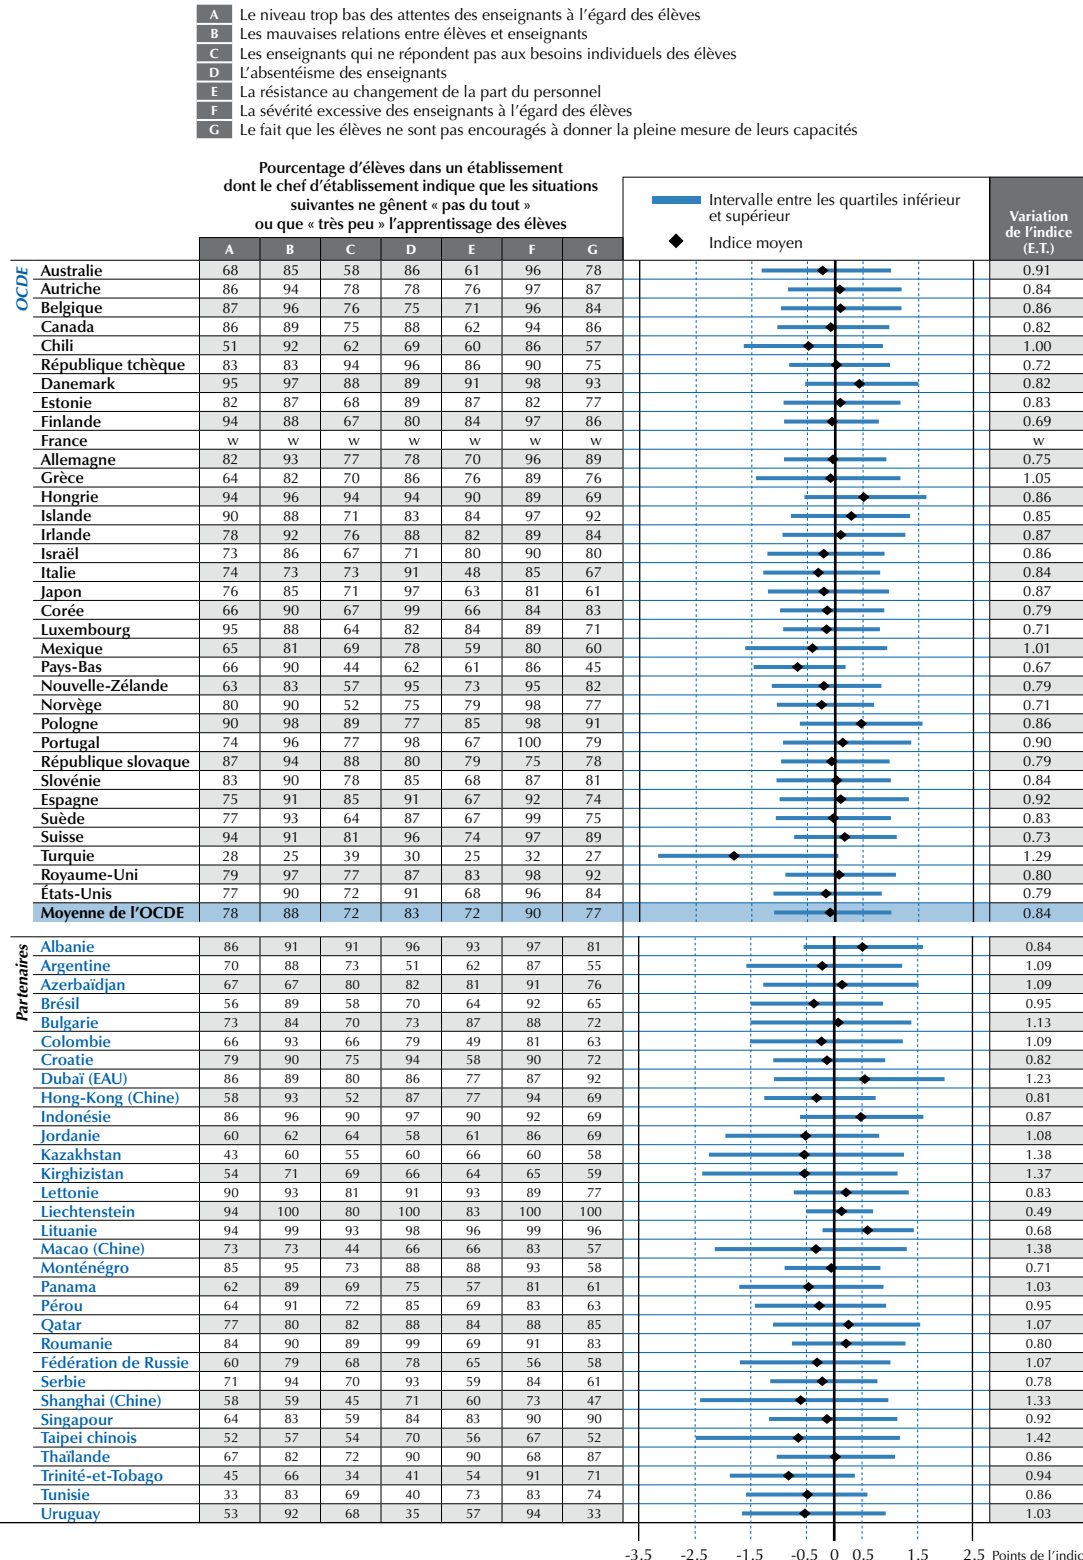 A Le niveau trop bas des attentes des enseignants à l'égard des élèves
B Les mauvaises relations entre élèves et enseignants
C Les enseignants qui ne répondent pas aux besoins individuels des élèves
D L'absentéisme des enseignants
E La résistance au changement de la part du personnel
F La sévérité excessive des enseignants à l'égard des élèves
G Le fait que les élèves ne sont pas encouragés à donner la pleine mesure de leurs capacités
Pourcentage d'élèves dans un établissement
dont le chef d'établissement indique que les situations
suivantes ne gênent « pas du tout »
ou que « très peu » l'apprentissage des élèves
Intervalle entre les quartiles inférieur
et supérieur
Indice moyen
Variation
de l'indice
(E.T.)
A B C D E F G
OCDE
Australie 68 85 58 86 61 96 78 0.91
Autriche 86 94 78 78 76 97 87 0.84
Belgique 87 96 76 75 71 96 84 0.86
Canada 86 89 75 88 62 94 86 0.82
Chili 51 92 62 69 60 86 57 1.00
République tchèque 83 83 94 96 86 90 75 0.72
Danemark 95 97 88 89 91 98 93 0.82
Estonie 82 87 68 89 87 82 77 0.83
Finlande 94 88 67 80 84 97 86 0.69
France w w w w w w w w
Allemagne 82 93 77 78 70 96 89 0.75
Grèce 64 82 70 86 76 89 76 1.05
Hongrie 94 96 94 94 90 89 69 0.86
Islande 90 88 71 83 84 97 92 0.85
Irlande 78 92 76 88 82 89 84 0.87
Israël 73 86 67 71 80 90 80 0.86
Italie 74 73 73 91 48 85 67 0.84
Japon 76 85 71 97 63 81 61 0.87
Corée 66 90 67 99 66 84 83 0.79
Luxembourg 95 88 64 82 84 89 71 0.71
Mexique 65 81 69 78 59 80 60 1.01
Pays-Bas 66 90 44 62 61 86 45 0.67
Nouvelle-Zélande 63 83 57 95 73 95 82 0.79
Norvège 80 90 52 75 79 98 77 0.71
Pologne 90 98 89 77 85 98 91 0.86
Portugal 74 96 77 98 67 100 79 0.90
République slovaque 87 94 88 80 79 75 78 0.79
Slovénie 83 90 78 85 68 87 81 0.84
Espagne 75 91 85 91 67 92 74 0.92
Suède 77 93 64 87 67 99 75 0.83
Suisse 94 91 81 96 74 97 89 0.73
Turquie 28 25 39 30 25 32 27 1.29
Royaume-Uni 79 97 77 87 83 98 92 0.80
États-Unis 77 90 72 91 68 96 84 0.79
Moyenne de l'OCDE 78 88 72 83 72 90 77 0.84
Partenaires
Albanie 86 91 91 96 93 97 81 0.84
Argentine 70 88 73 51 62 87 55 1.09
Azerbaïdjan 67 67 80 82 81 91 76 1.09
Brésil 56 89 58 70 64 92 65 0.95
Bulgarie 73 84 70 73 87 88 72 1.13
Colombie 66 93 66 79 49 81 63 1.09
Croatie 79 90 75 94 58 90 72 0.82
Dubaï (EAU) 86 89 80 86 77 87 92 1.23
Hong-Kong (Chine) 58 93 52 87 77 94 69 0.81
Indonésie 86 96 90 97 90 92 69 0.87
Jordanie 60 62 64 58 61 86 69 1.08
Kazakhstan 43 60 55 60 66 60 58 1.38
Kirghizistan 54 71 69 66 64 65 59 1.37
Lettonie 90 93 81 91 93 89 77 0.83
Liechtenstein 94 100 80 100 83 100 100 0.49
Lituanie 94 99 93 98 96 99 96 0.68
Macao (Chine) 73 73 44 66 66 83 57 1.38
Monténégro 85 95 73 88 88 93 58 0.71
Panama 62 89 69 75 57 81 61 1.03
Pérou 64 91 72 85 69 83 63 0.95
Qatar 77 80 82 88 84 88 85 1.07
Roumanie 84 90 89 99 69 91 83 0.80
Fédération de Russie 60 79 68 78 65 56 58 1.07
Serbie 71 94 70 93 59 84 61 0.78
Shanghai (Chine) 58 59 45 71 60 73 47 1.33
Singapour 64 83 59 84 83 90 90 0.92
Taipei chinois 52 57 54 70 56 67 52 1.42
Thaïlande 67 82 72 90 90 68 87 0.86
Trinité-et-Tobago 45 66 34 41 54 91 71 0.94
Tunisie 33 83 69 40 73 83 74 0.86
Uruguay 53 92 68 35 57 94 33 1.03
-3.5 -2.5 -1.5 -0.5 0 0.5 1.5 2.5 Points de l'indic